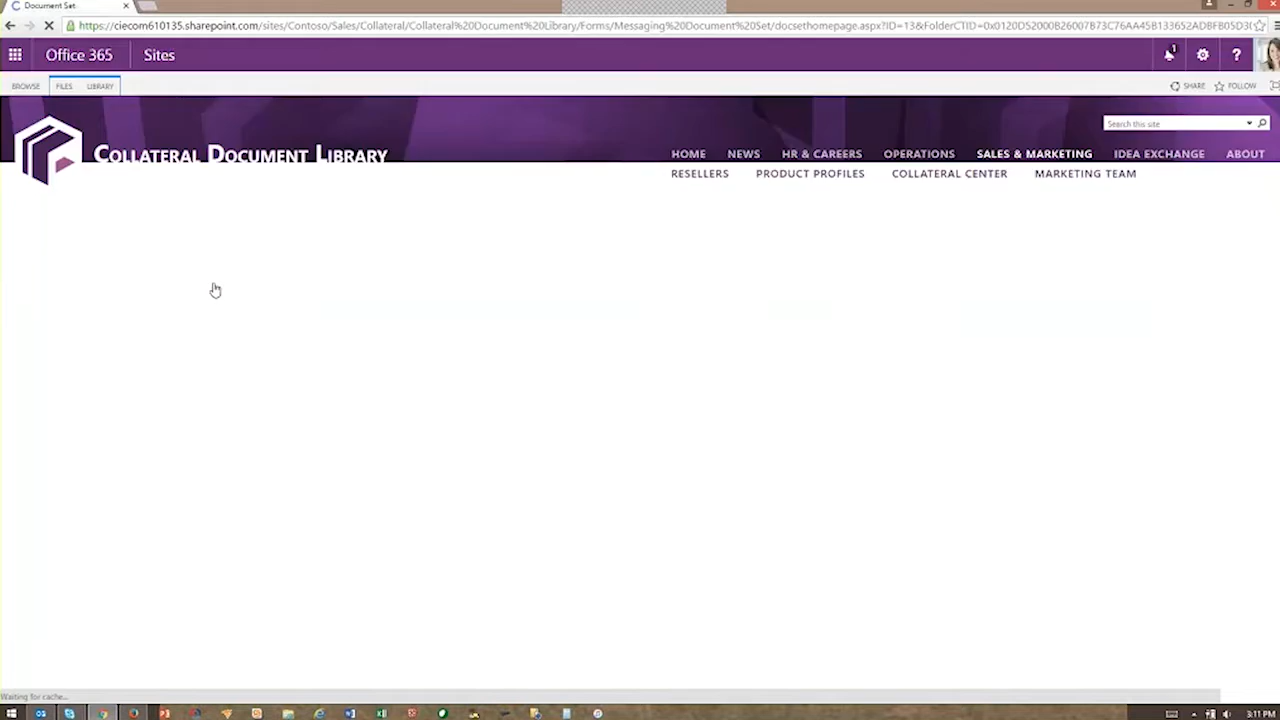 Document Set
https://ciecom610135.sharepoint.com/sites/Contoso/Sales/Collateral/Collateral%20Document%20Library/Forms/Messaging%20Document%20Set/docsethomepage.aspx?ID=13&FolderCTID=0x0120D52000B26007B73C76AA45B133652ADBFB05D3(
Office 365 Sites 1 ?
BROWSE FILES LIBRARY SHARE FOLLOW
Search this site
COLLATERAL DOCUMENT LIBRARY
HOME NEWS HR & CAREERS OPERATIONS SALES & MARKETING IDEA EXCHANGE ABOUT
RESELLERS PRODUCT PROFILES COLLATERAL CENTER MARKETING TEAM
Waiting for cache...
3:11 PM